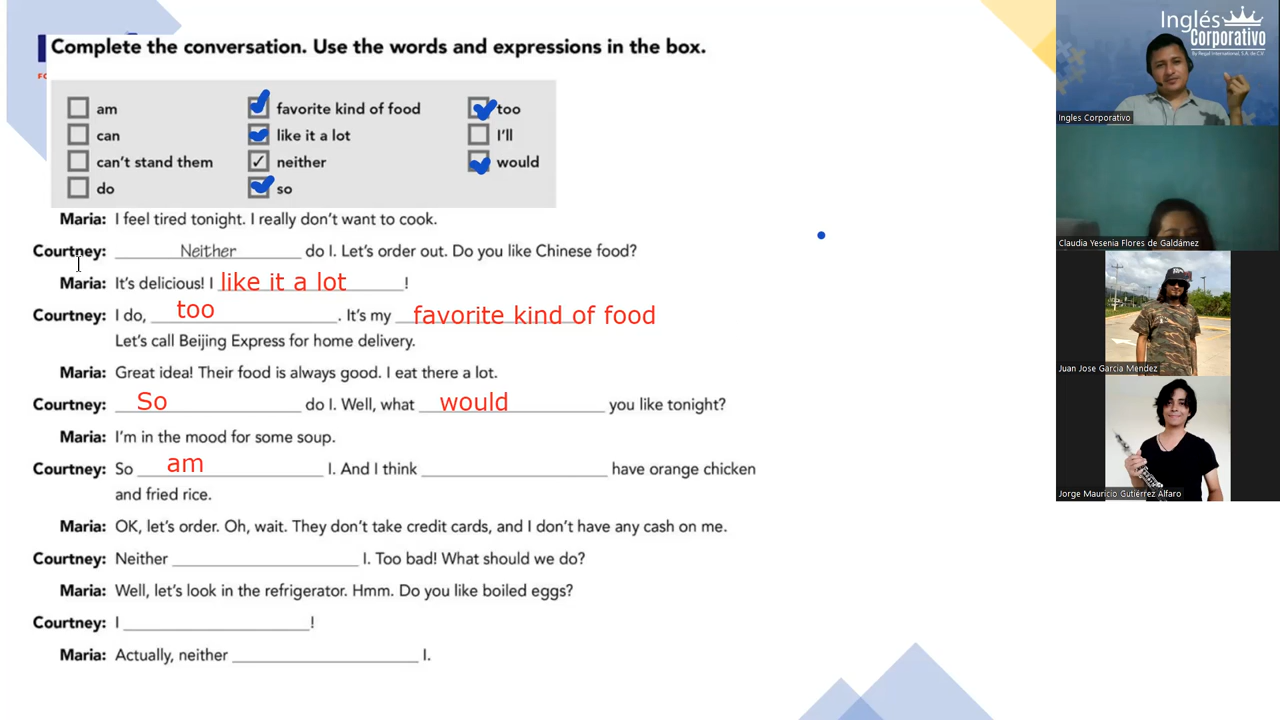 Complete the conversation. Use the words and expressions in the box.
am
favorite kind of food
too
can
like it a lot
I'll
can't stand them
neither
would
do
so
Maria: I feel tired tonight. I really don't want to cook.
Courtney: Neither do I. Let's order out. Do you like Chinese food?
Maria: It's delicious! I like it a lot !
Courtney: I do, too . It's my favorite kind of food
Let's call Beijing Express for home delivery.
Maria: Great idea! Their food is always good. I eat there a lot.
Courtney: So do I. Well, what would you like tonight?
Maria: I'm in the mood for some soup.
Courtney: So am I. And I think ____ have orange chicken
and fried rice.
Maria: OK, let's order. Oh, wait. They don't take credit cards, and I don't have any cash on me.
Courtney: Neither ____ I. Too bad! What should we do?
Maria: Well, let's look in the refrigerator. Hmm. Do you like boiled eggs?
Courtney: I ____!
Maria: Actually, neither ____ I.
Inglés
Corporativo
By Regal International, S.A. de C.V.
Ingles Corporativo
Claudia Yesenia Flores de Galdámez
Juan Jose Garcia Mendez
Jorge Mauricio Gutiérrez Alfaro